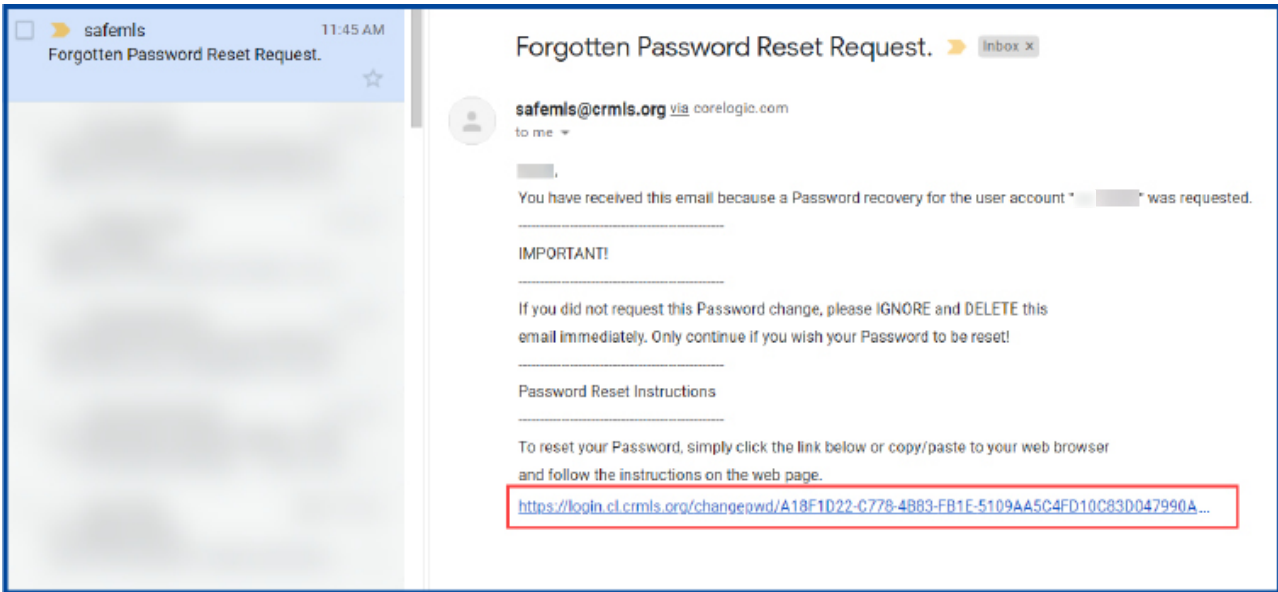 safemls 11:45 AM
Forgotten Password Reset Request.
Forgotten Password Reset Request. Inbox x
safemls@crmls.org via corelogic.com
to me
,
You have received this email because a Password recovery for the user account " " was requested.
--------------------------------------------------------
IMPORTANT!
--------------------------------------------------------
If you did not request this Password change, please IGNORE and DELETE this
email immediately. Only continue if you wish your Password to be reset!
--------------------------------------------------------
Password Reset Instructions
--------------------------------------------------------
To reset your Password, simply click the link below or copy/paste to your web browser
and follow the instructions on the web page.
https://login.cl.crmls.org/changepwd/A18F1D22-C778-4B83-FB1E-5109AA5C4FD10C83D047990A...